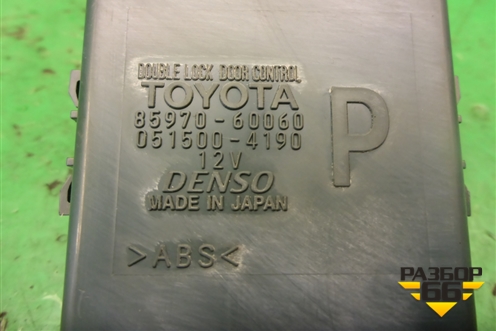 DOUBLE LOCK DOOR CONTROL
TOYOTA
85970-60060
051500-4190
12V
DENSO
MADE IN JAPAN
P
>ABS<
РАЗБОР
66